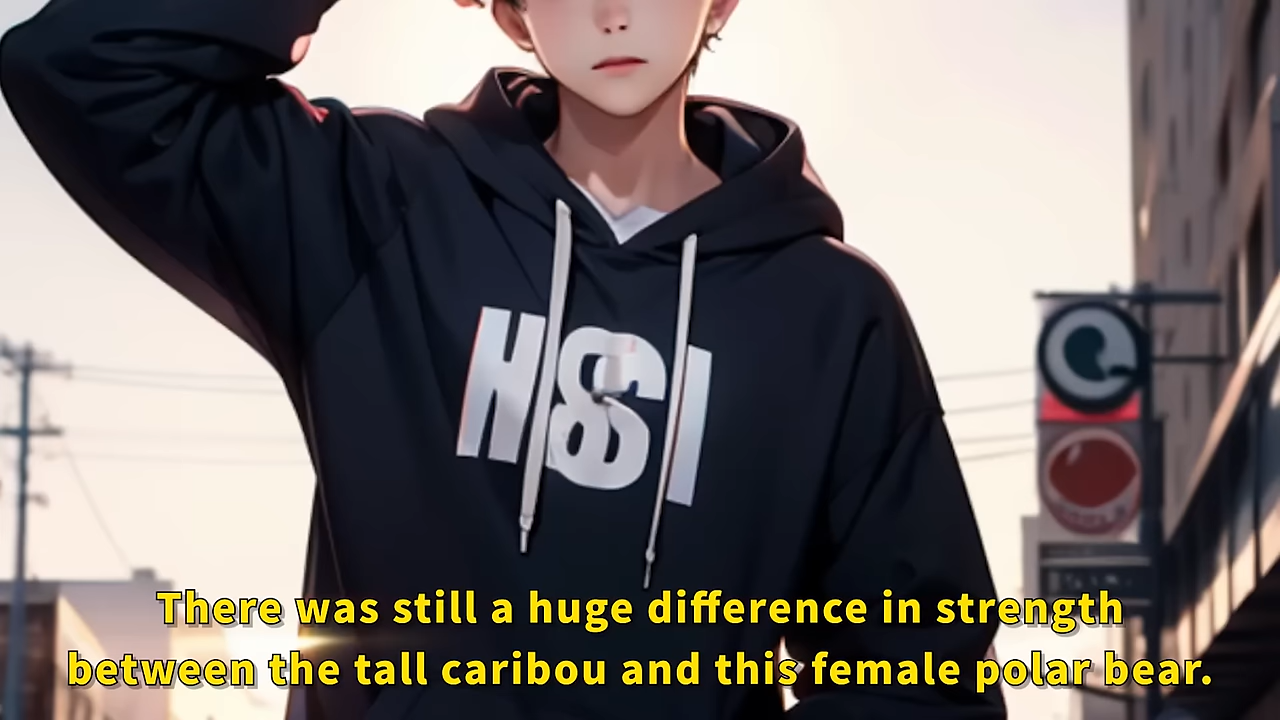 There was still a huge difference in strength
between the tall caribou and this female polar bear.